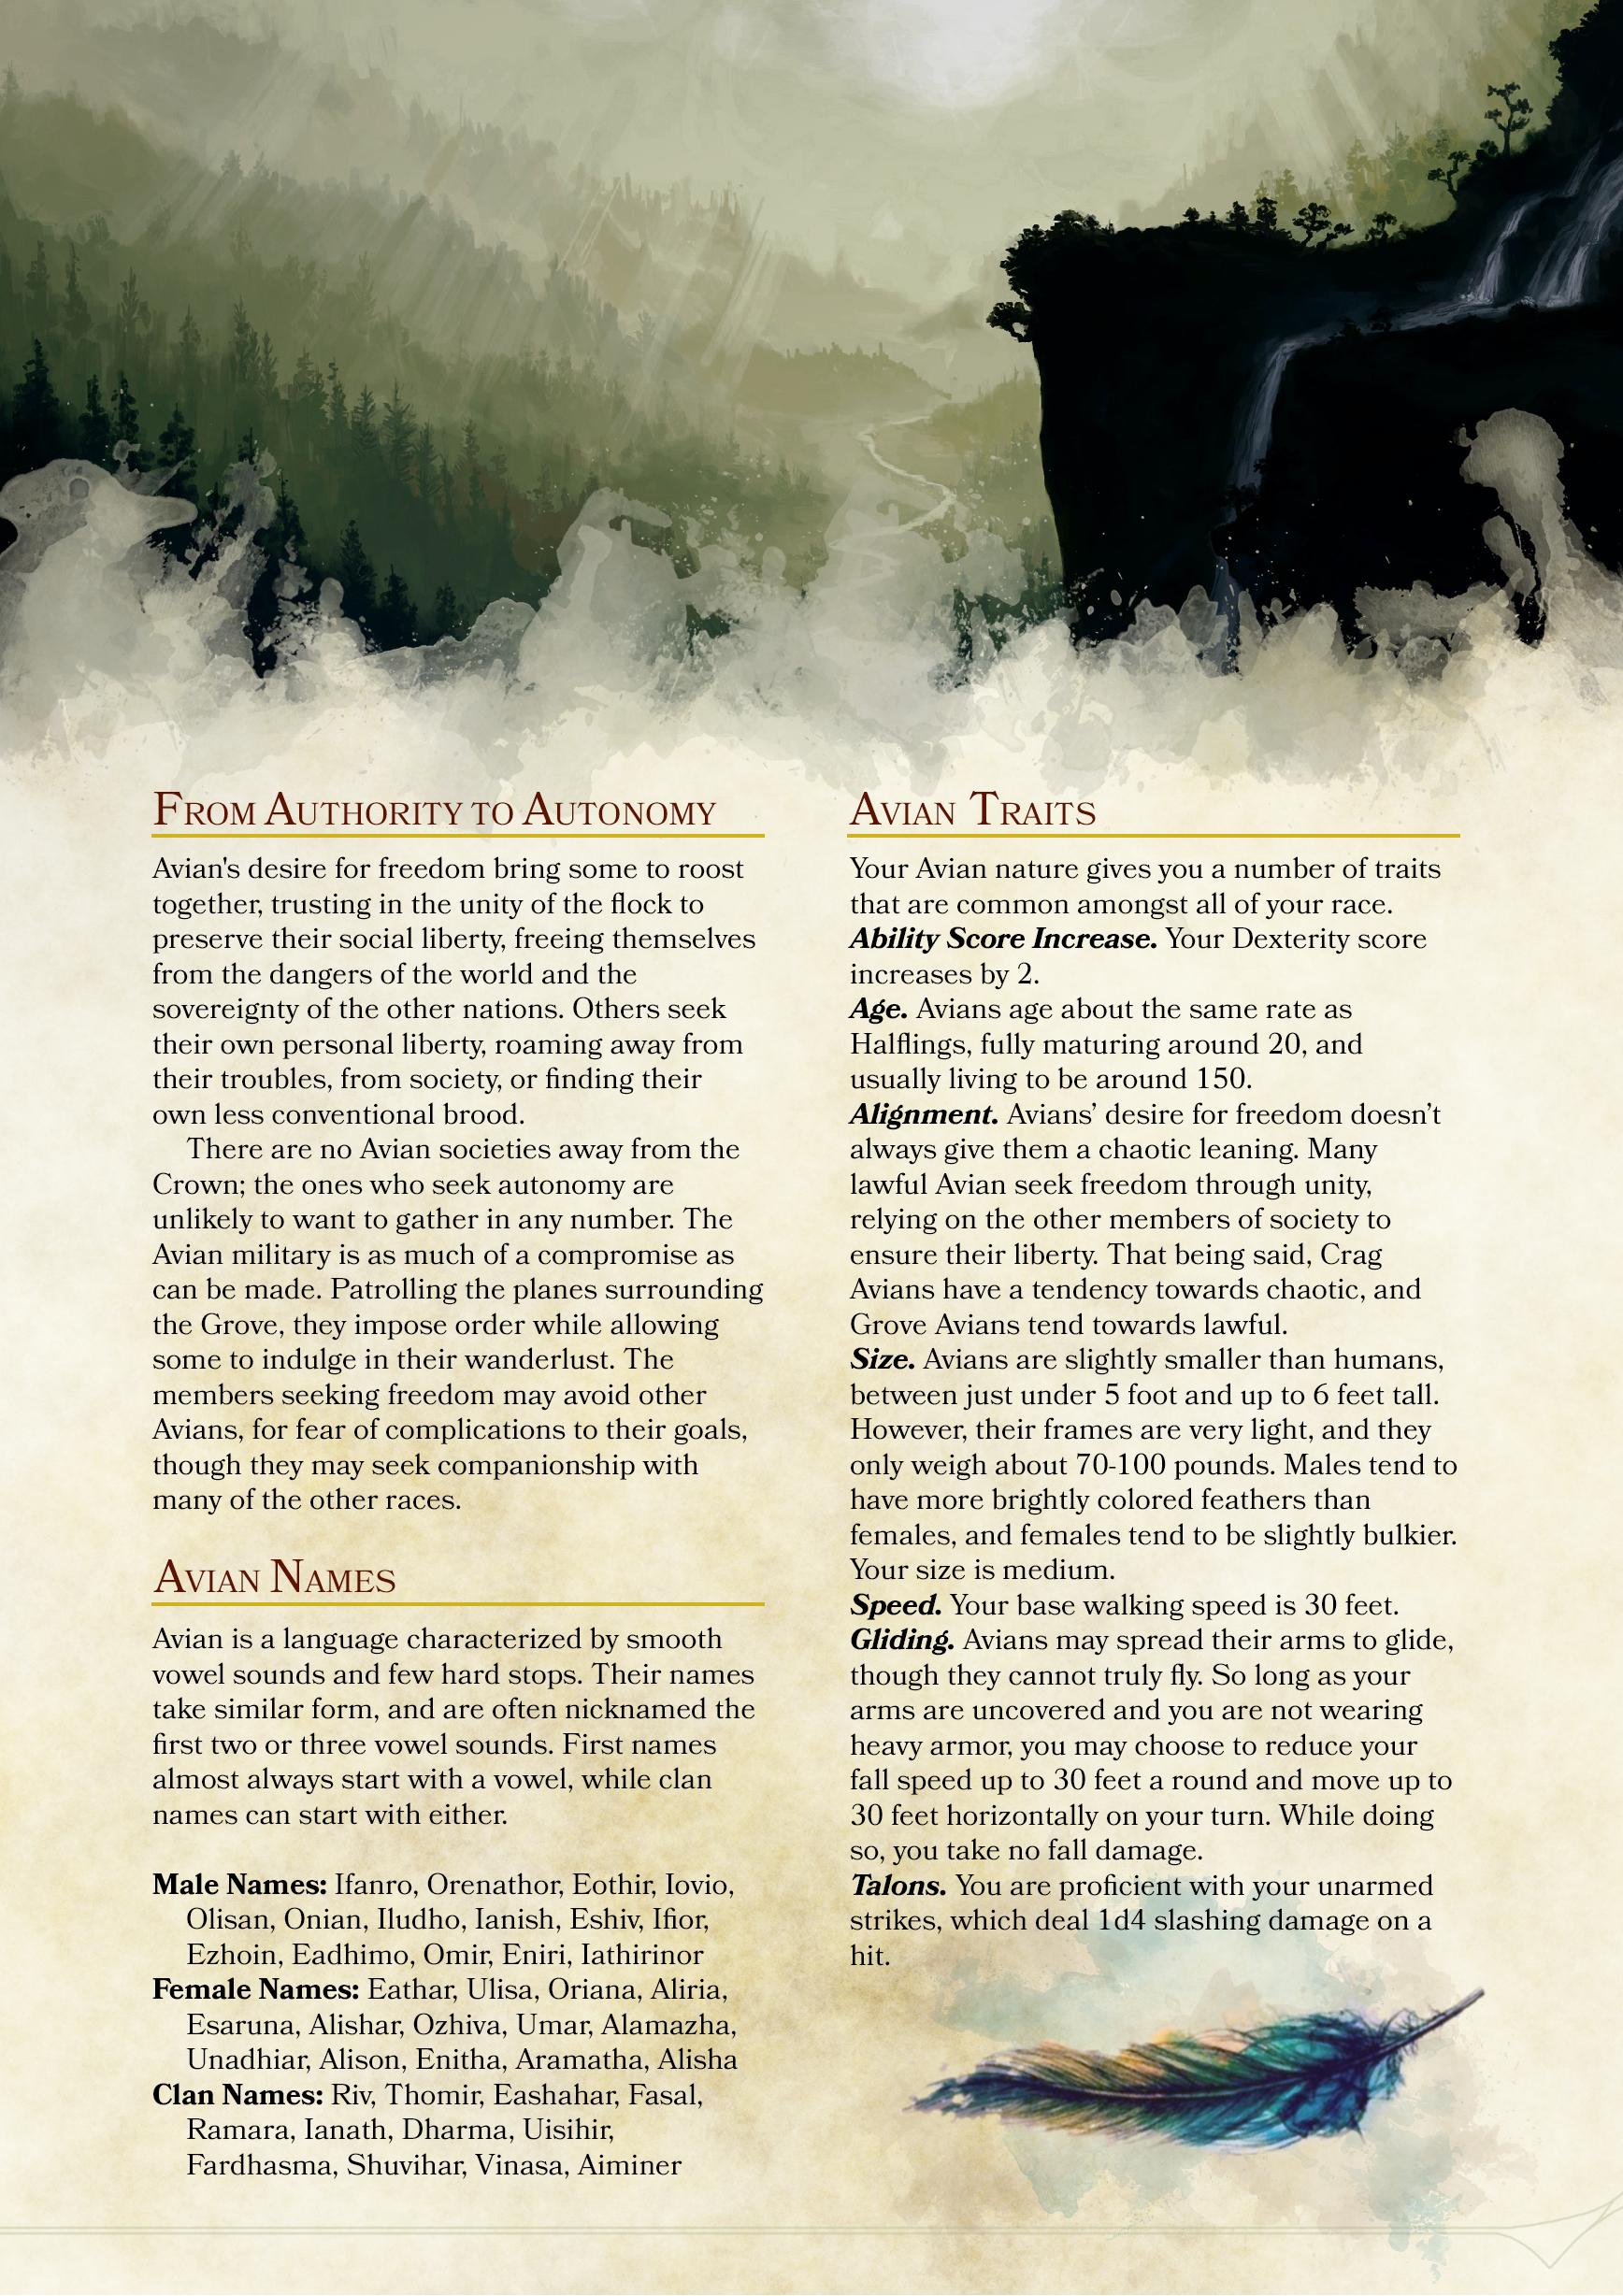 From Authority to Autonomy
Avian's desire for freedom bring some to roost
together, trusting in the unity of the flock to
preserve their social liberty, freeing themselves
from the dangers of the world and the
sovereignty of the other nations. Others seek
their own personal liberty, roaming away from
their troubles, from society, or finding their
own less conventional brood.
There are no Avian societies away from the
Crown; the ones who seek autonomy are
unlikely to want to gather in any number. The
Avian military is as much of a compromise as
can be made. Patrolling the planes surrounding
the Grove, they impose order while allowing
some to indulge in their wanderlust. The
members seeking freedom may avoid other
Avians, for fear of complications to their goals,
though they may seek companionship with
many of the other races.
Avian Names
Avian is a language characterized by smooth
vowel sounds and few hard stops. Their names
take similar form, and are often nicknamed the
first two or three vowel sounds. First names
almost always start with a vowel, while clan
names can start with either.
Male Names: Ifanro, Orenathor, Eothir, Iovio,
Olisan, Onian, Iludho, Ianish, Eshiv, Ifior,
Ezhoin, Eadhimo, Omir, Eniri, Iathirinor
Female Names: Eathar, Ulisa, Oriana, Aliria,
Esaruna, Alishar, Ozhiva, Umar, Alamazha,
Unadhiar, Alison, Enitha, Aramatha, Alisha
Clan Names: Riv, Thomir, Eashahar, Fasal,
Ramara, Ianath, Dharma, Uisihir,
Fardhasma, Shuvihar, Vinasa, Aiminer
Avian Traits
Your Avian nature gives you a number of traits
that are common amongst all of your race.
Ability Score Increase. Your Dexterity score
increases by 2.
Age. Avians age about the same rate as
Halflings, fully maturing around 20, and
usually living to be around 150.
Alignment. Avians’ desire for freedom doesn’t
always give them a chaotic leaning. Many
lawful Avian seek freedom through unity,
relying on the other members of society to
ensure their liberty. That being said, Crag
Avians have a tendency towards chaotic, and
Grove Avians tend towards lawful.
Size. Avians are slightly smaller than humans,
between just under 5 foot and up to 6 feet tall.
However, their frames are very light, and they
only weigh about 70-100 pounds. Males tend to
have more brightly colored feathers than
females, and females tend to be slightly bulkier.
Your size is medium.
Speed. Your base walking speed is 30 feet.
Gliding. Avians may spread their arms to glide,
though they cannot truly fly. So long as your
arms are uncovered and you are not wearing
heavy armor, you may choose to reduce your
fall speed up to 30 feet a round and move up to
30 feet horizontally on your turn. While doing
so, you take no fall damage.
Talons. You are proficient with your unarmed
strikes, which deal 1d4 slashing damage on a
hit.